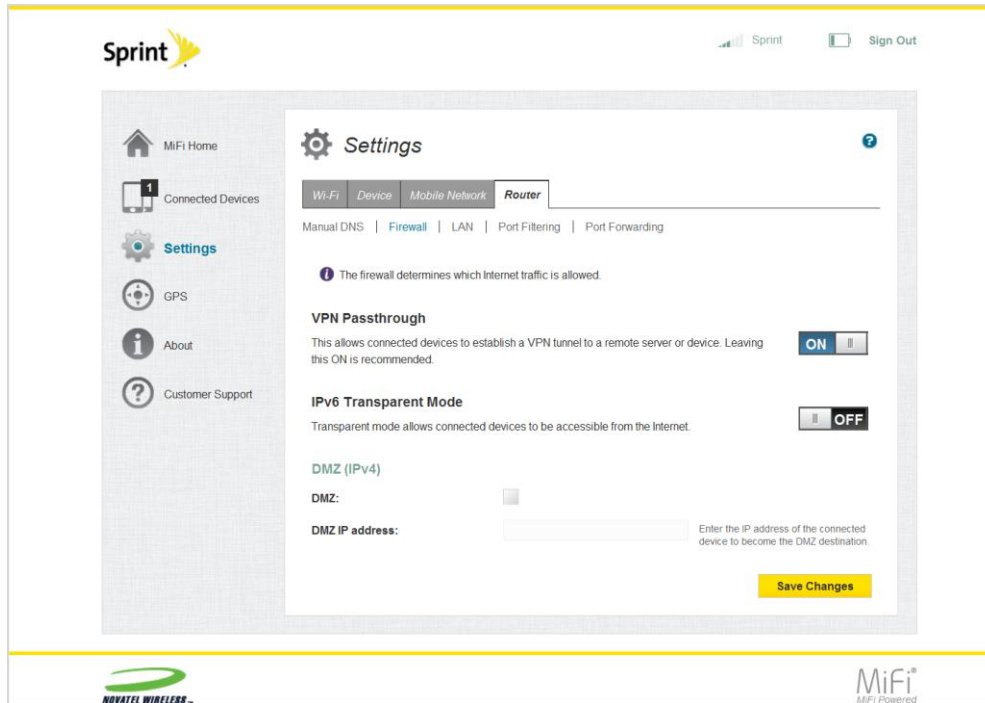 Sprint
Sprint
Sign Out
MiFi Home
1
Connected Devices
Settings
GPS
About
Customer Support
Settings
?
Wi-Fi
Device
Mobile Network
Router
Manual DNS | Firewall | LAN | Port Filtering | Port Forwarding
The firewall determines which Internet traffic is allowed.
VPN Passthrough
This allows connected devices to establish a VPN tunnel to a remote server or device. Leaving
this ON is recommended.
ON
IPv6 Transparent Mode
Transparent mode allows connected devices to be accessible from the Internet.
OFF
DMZ (IPv4)
DMZ:
DMZ IP address:
Enter the IP address of the connected
device to become the DMZ destination.
Save Changes
NOVATEL WIRELESS
MiFi®
MiFi Powered